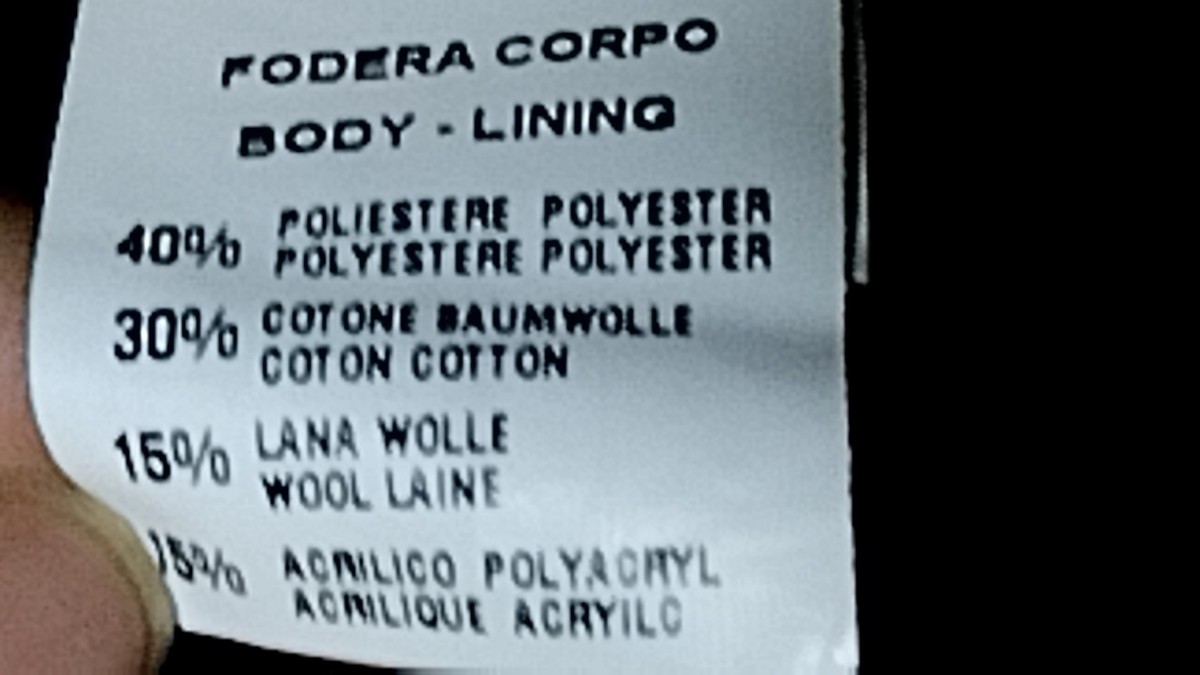 FODERA CORPO
BODY - LINING
40% POLIESTERE POLYESTER
POLYESTERE POLYESTER
30% COTONE BAUMWOLLE
COTON COTTON
15% LANA WOLLE
WOOL LAINE
15% ACRILICO POLYACRYL
ACRILIQUE ACRYILC